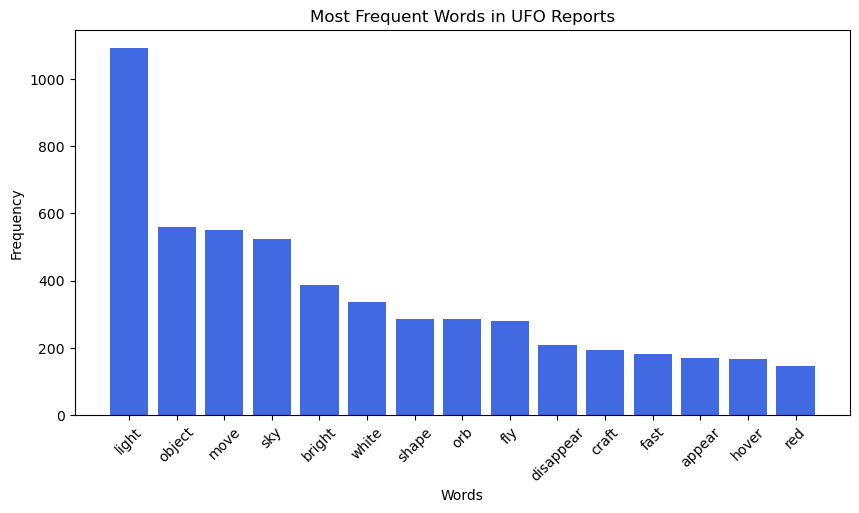 Most Frequent Words in UFO Reports
1000
800
600
400
200
0
Frequency
light
object
move
sky
bright
white
shape
orb
fly
disappear
craft
fast
appear
hover
red
Words